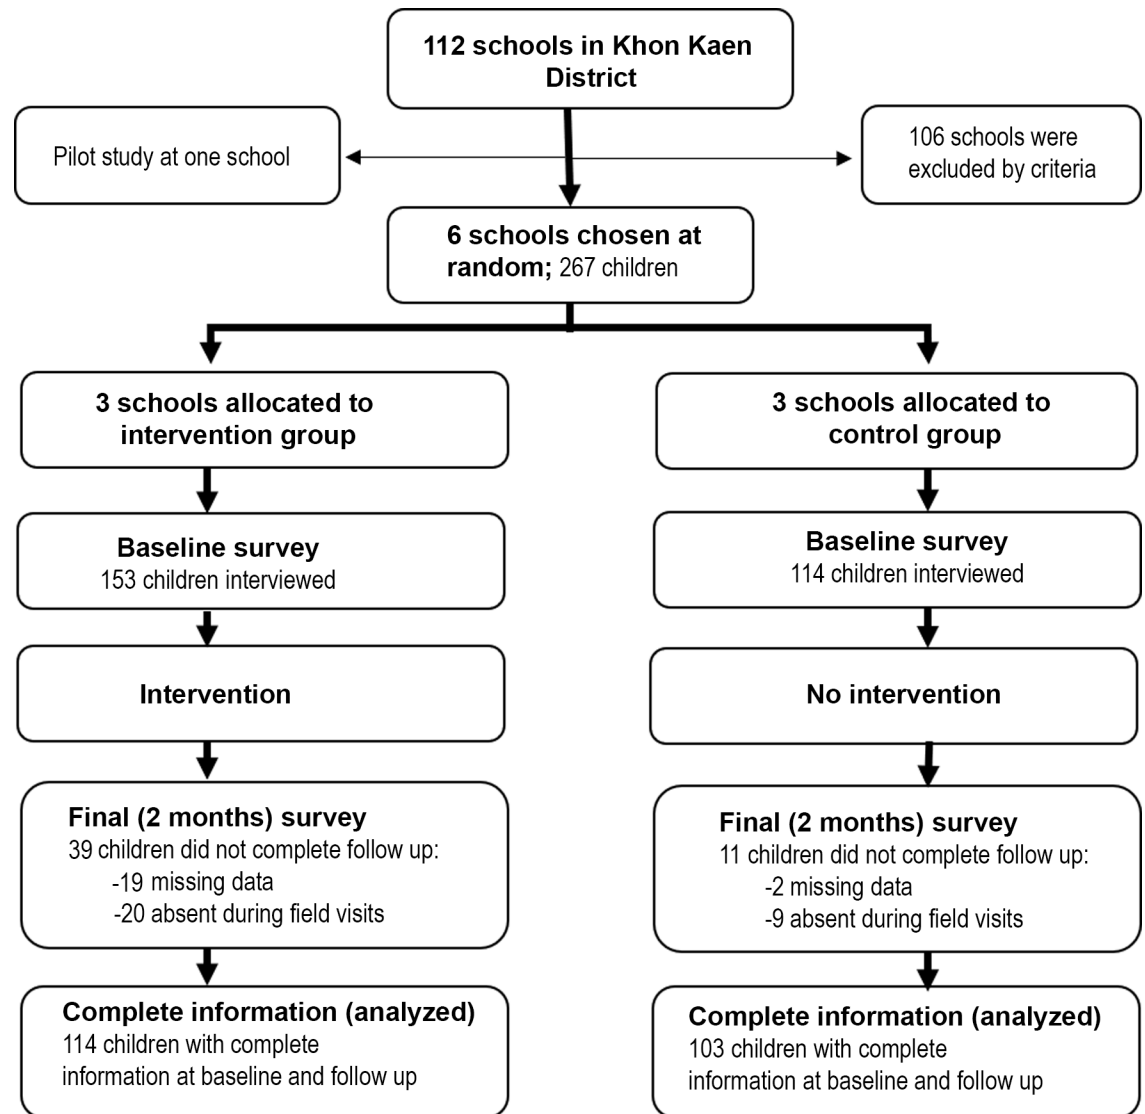 112 schools in Khon Kaen
District
Pilot study at one school
106 schools were
excluded by criteria
6 schools chosen at
random; 267 children
3 schools allocated to
intervention group
3 schools allocated to
control group
Baseline survey
153 children interviewed
Baseline survey
114 children interviewed
Intervention
No intervention
Final (2 months) survey
39 children did not complete follow up:
-19 missing data
-20 absent during field visits
Final (2 months) survey
11 children did not complete follow up:
-2 missing data
-9 absent during field visits
Complete information (analyzed)
114 children with complete
information at baseline and follow up
Complete information (analyzed)
103 children with complete
information at baseline and follow up